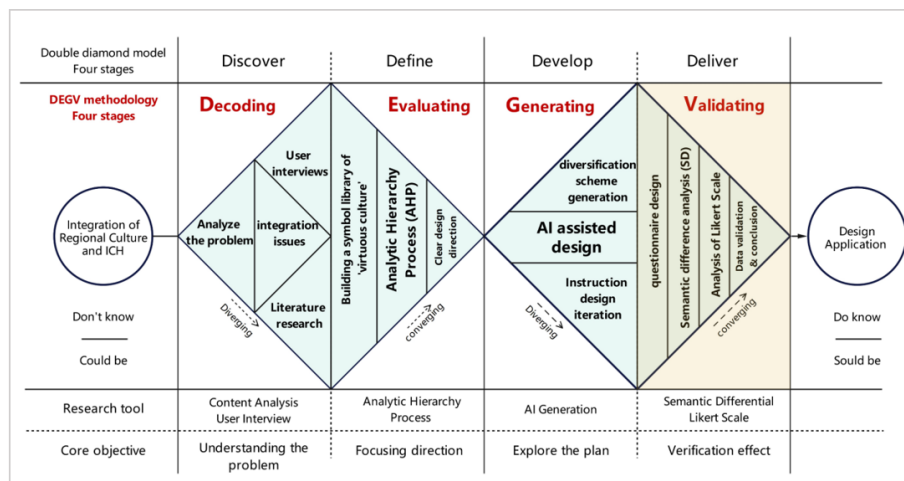 Double diamond model
Four stages
Discover
Define
Develop
Deliver
DEGV methodology
Four stages
Decoding
Evaluating
Generating
Validating
Integration of
Regional Culture
and ICH
Don't know
Could be
Analyze
the problem
User
interviews
integration
issues
Literature
research
Diverging
Building a symbol library of
'virtuous culture'
Analytic Hierarchy
Process (AHP)
Clear design
direction
converging
diversification
scheme
generation
AI assisted
design
Instruction
design
iteration
Diverging
questionnaire design
Semantic difference analysis (SD)
Analysis of Likert Scale
Data validation
& conclusion
converging
Design
Application
Do know
Sould be
Research tool
Content Analysis
User Interview
Analytic Hierarchy
Process
AI Generation
Semantic Differential
Likert Scale
Core objective
Understanding the
problem
Focusing direction
Explore the plan
Verification effect